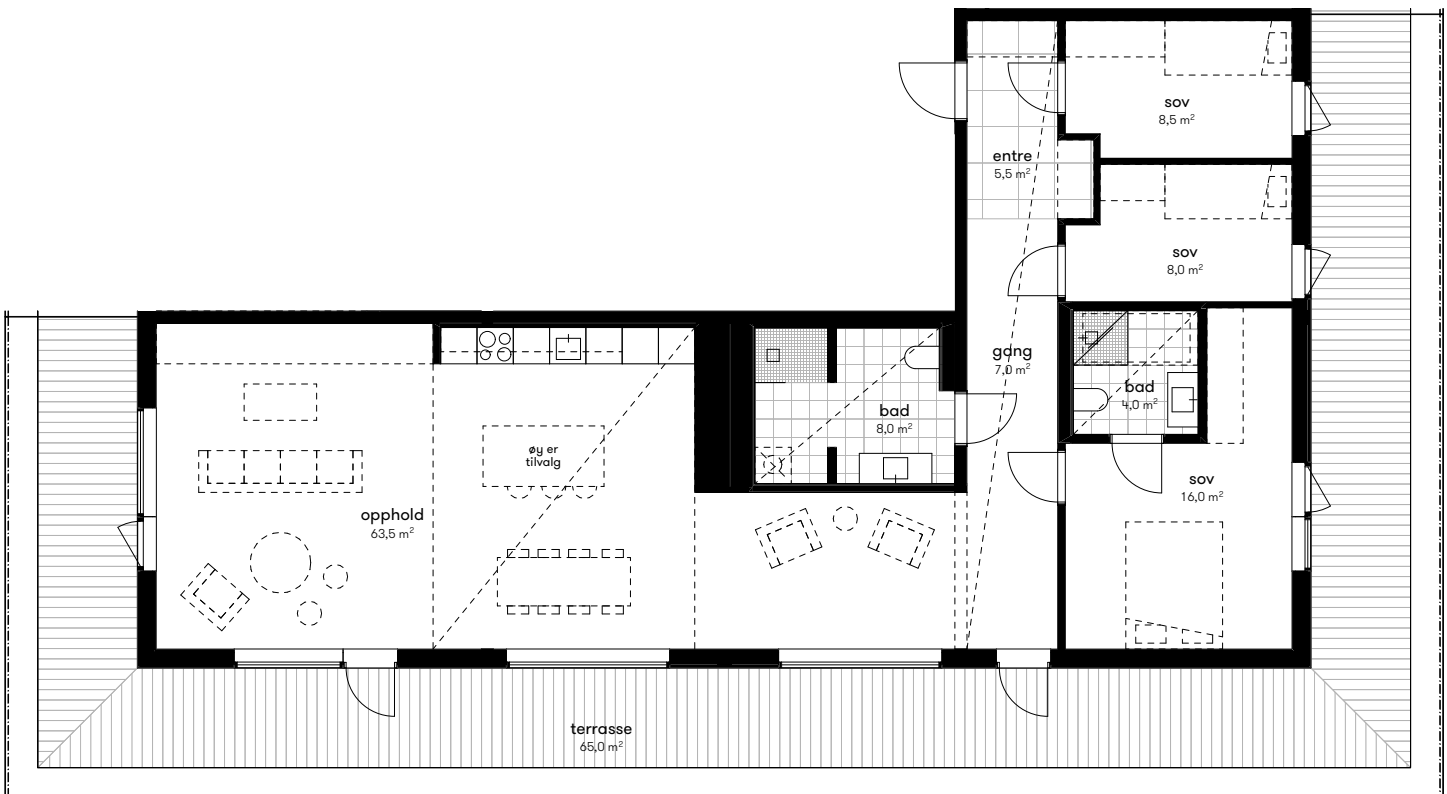 sov
8,5 m²
entre
5,5 m²
sov
8,0 m²
gang
7,0 m²
bad
4,0 m²
bad
8,0 m²
øy er
tilvalg
sov
16,0 m²
opphold
63,5 m²
terrasse
65,0 m²